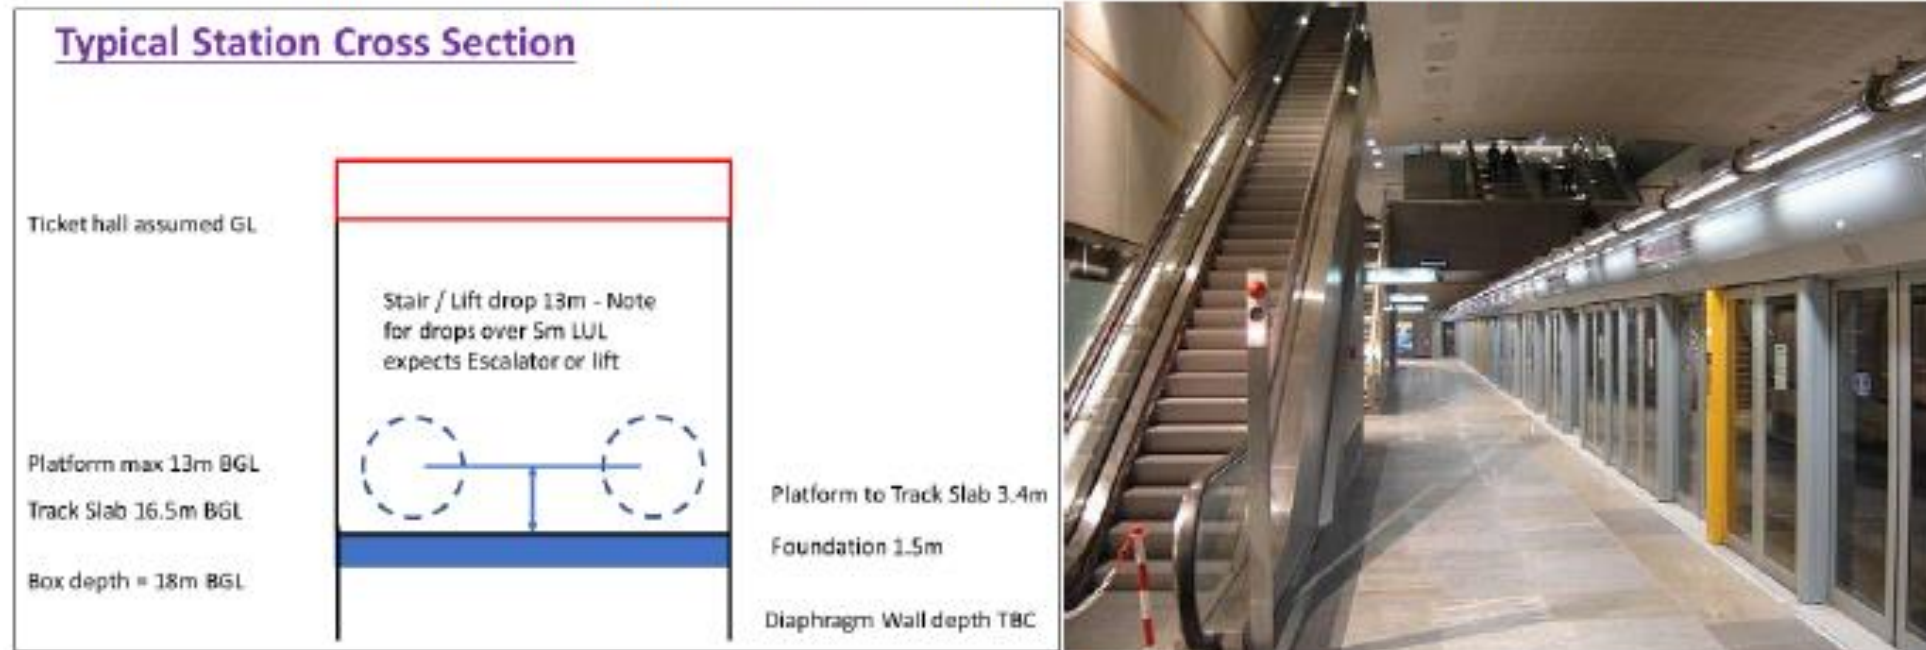 Typical Station Cross Section
Ticket hall assumed GL
Stair / Lift drop 13m - Note
for drops over 5m LUL
expects Escalator or lift
Platform max 13m BGL
Track Slab 16.5m BGL
Box depth = 18m BGL
Platform to Track Slab 3.4m
Foundation 1.5m
Diaphragm Wall depth TBC